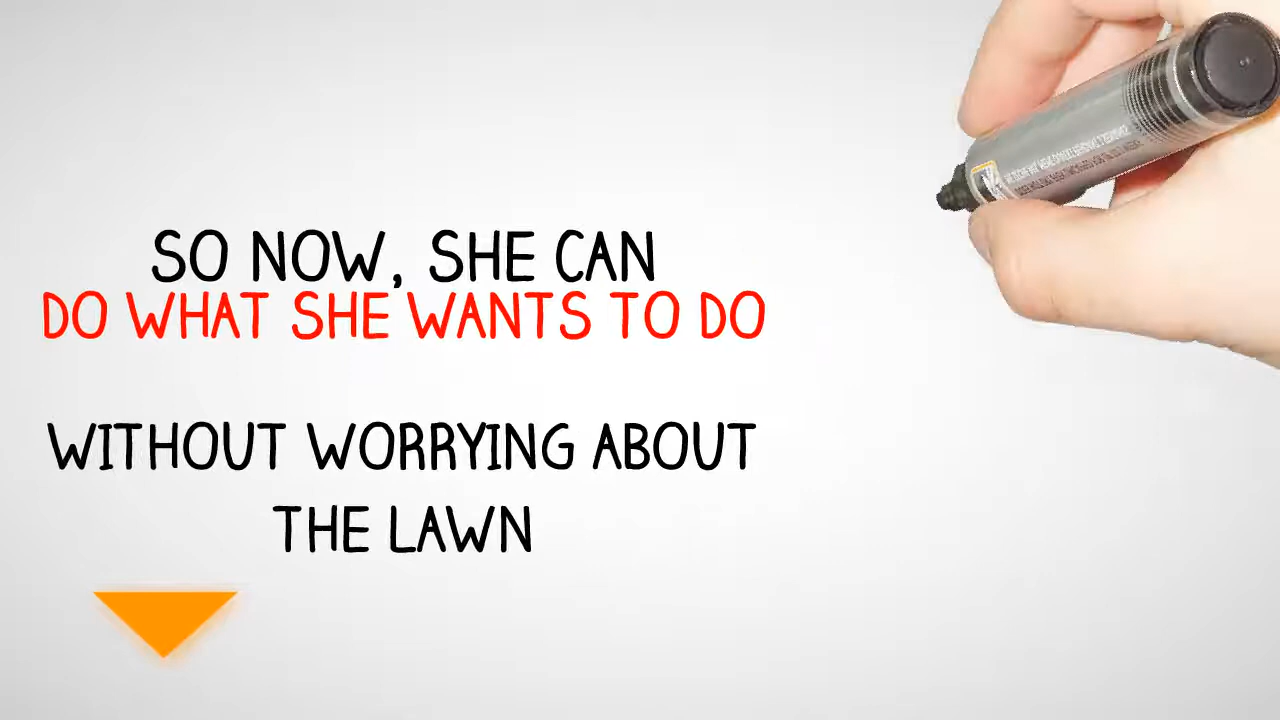 SO NOW, SHE CAN
DO WHAT SHE WANTS TO DO
WITHOUT WORRYING ABOUT
THE LAWN